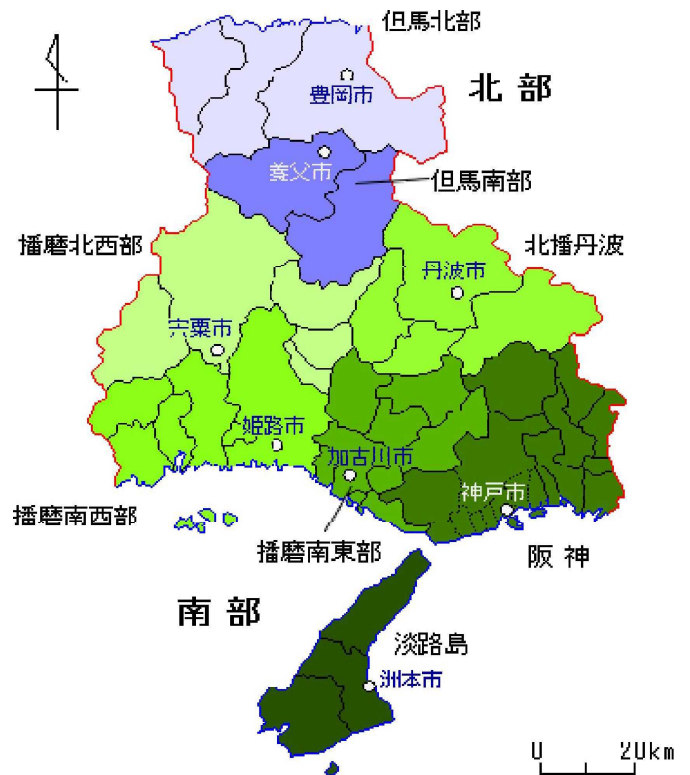 但馬北部
北部
豊岡市
養父市
但馬南部
播磨北西部
北播丹波
丹波市
宍粟市
姫路市
加古川市
神戸市
播磨南西部
播磨南東部
阪神
南部
淡路島
洲本市
0 20km